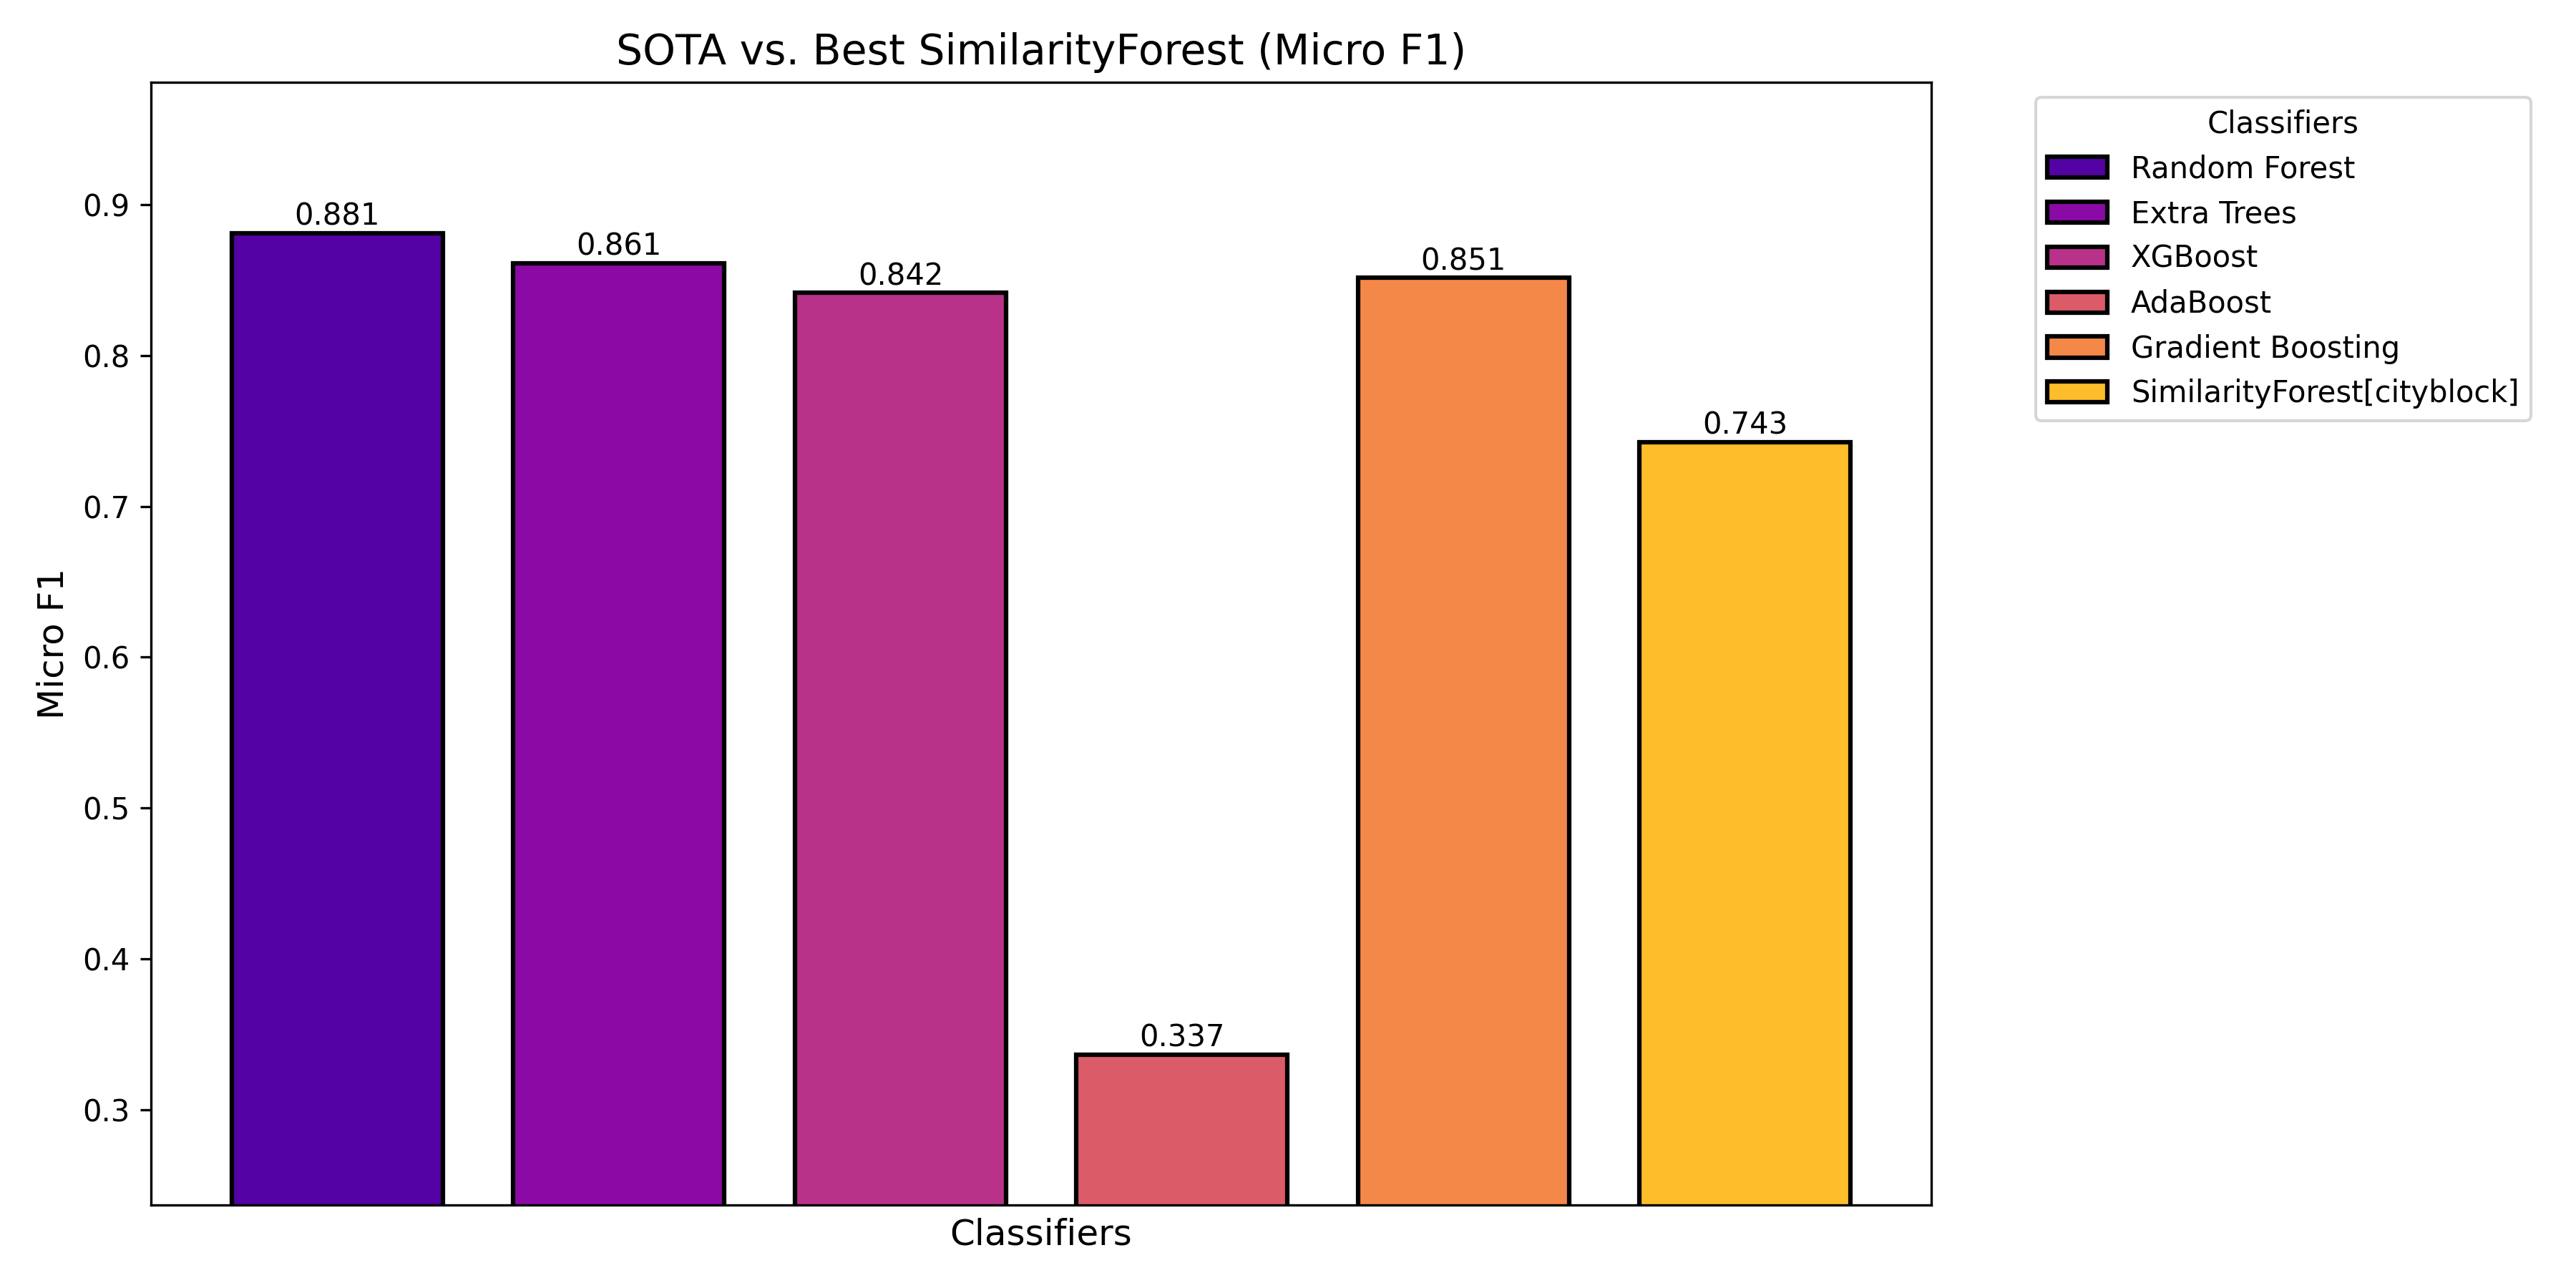 SOTA vs. Best SimilarityForest (Micro F1)
Micro F1
0.9
0.8
0.7
0.6
0.5
0.4
0.3
0.881
0.861
0.842
0.337
0.851
0.743
Classifiers
Classifiers
Random Forest
Extra Trees
XGBoost
AdaBoost
Gradient Boosting
SimilarityForest[cityblock]